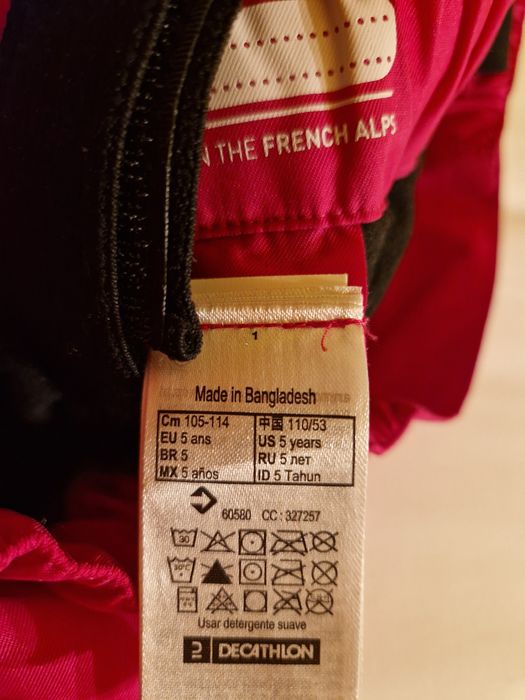 N THE FRENCH ALPS
1
Made in Bangladesh
Cm 105-114 中国 110/53
EU 5 ans US 5 years
BR 5 RU 5 лет
MX 5 años ID 5 Tahun
60580 CC : 327257
30
30°C
Usar detergente suave
DECATHLON